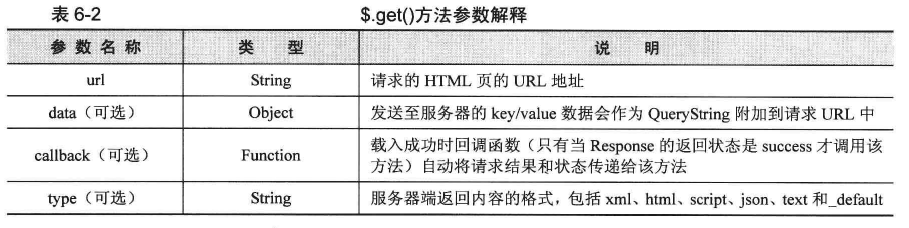 表 6-2 $.get()方法参数解释
参 数 名 称 类 型 说 明
url String 请求的 HTML 页的 URL 地址
data（可选） Object 发送至服务器的 key/value 数据会作为 QueryString 附加到请求 URL 中
callback（可选） Function 载入成功时回调函数（只有当 Response 的返回状态是 success 才调用该
方法）自动将请求结果和状态传递给该方法
type（可选） String 服务器端返回内容的格式，包括 xml、html、script、json、text 和_default